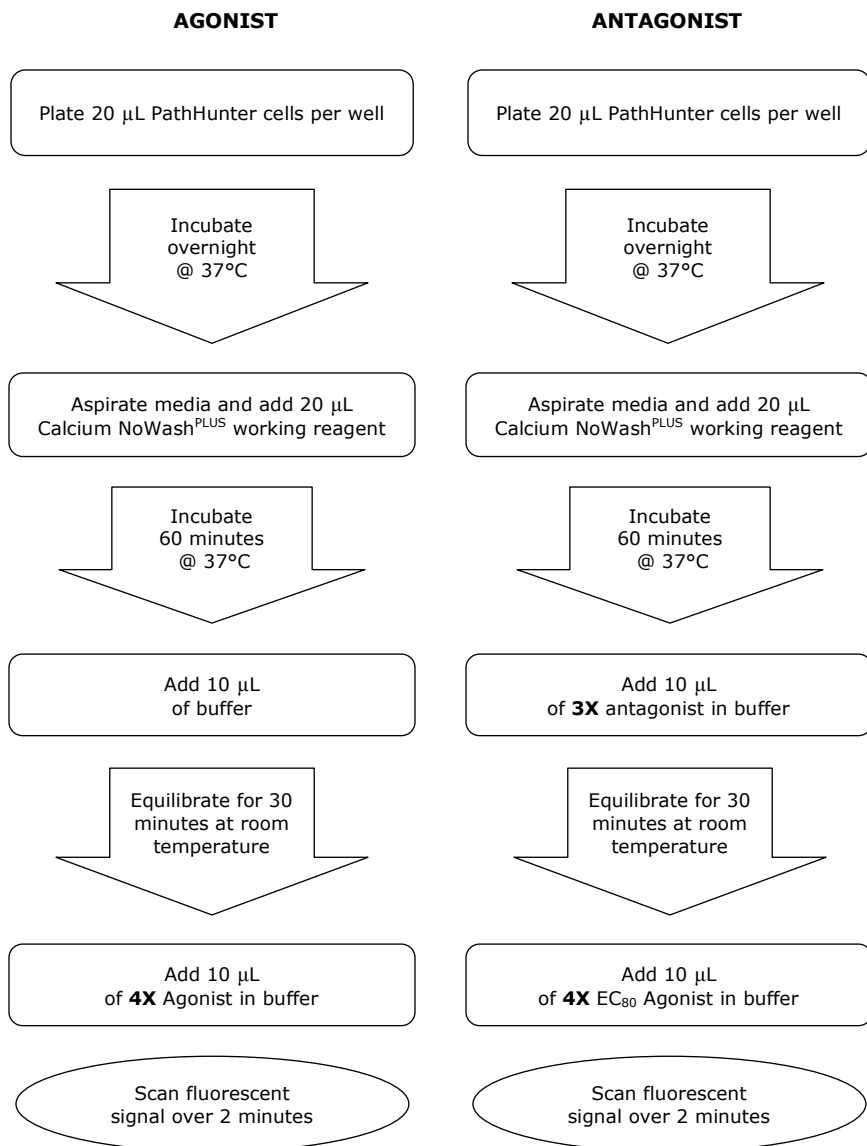 AGONIST
Plate 20 μL PathHunter cells per well
Incubate
overnight
@ 37°C
Aspirate media and add 20 μL
Calcium NoWash^PLUS working reagent
Incubate
60 minutes
@ 37°C
Add 10 μL
of buffer
Equilibrate for 30
minutes at room
temperature
Add 10 μL
of 4X Agonist in buffer
Scan fluorescent
signal over 2 minutes
ANTAGONIST
Plate 20 μL PathHunter cells per well
Incubate
overnight
@ 37°C
Aspirate media and add 20 μL
Calcium NoWash^PLUS working reagent
Incubate
60 minutes
@ 37°C
Add 10 μL
of 3X antagonist in buffer
Equilibrate for 30
minutes at room
temperature
Add 10 μL
of 4X EC₈₀ Agonist in buffer
Scan fluorescent
signal over 2 minutes